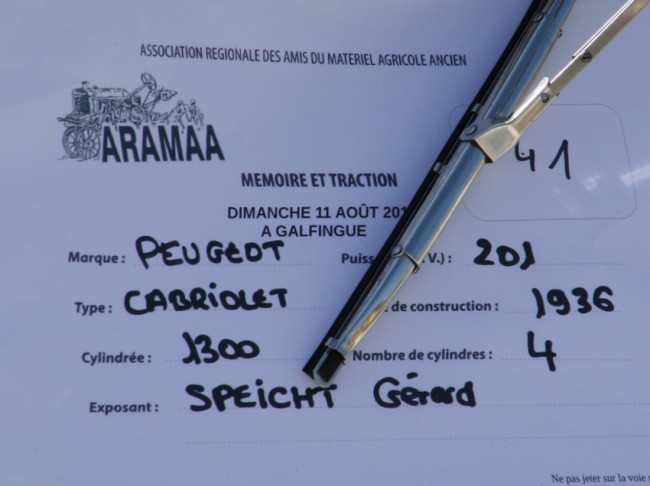 ASSOCIATION REGIONALE DES AMIS DU MATERIEL AGRICOLE ANCIEN
ARAMAA
41
MEMOIRE ET TRACTION
DIMANCHE 11 AOÛT 201
A GALFINGUE
Marque : PEUGEOT Puiss V.) : 201
Type : CABRIOLET de construction : 1936
Cylindrée : 1300 Nombre de cylindres : 4
Exposant : SPEICHT Gérard
Ne pas jeter sur la voie